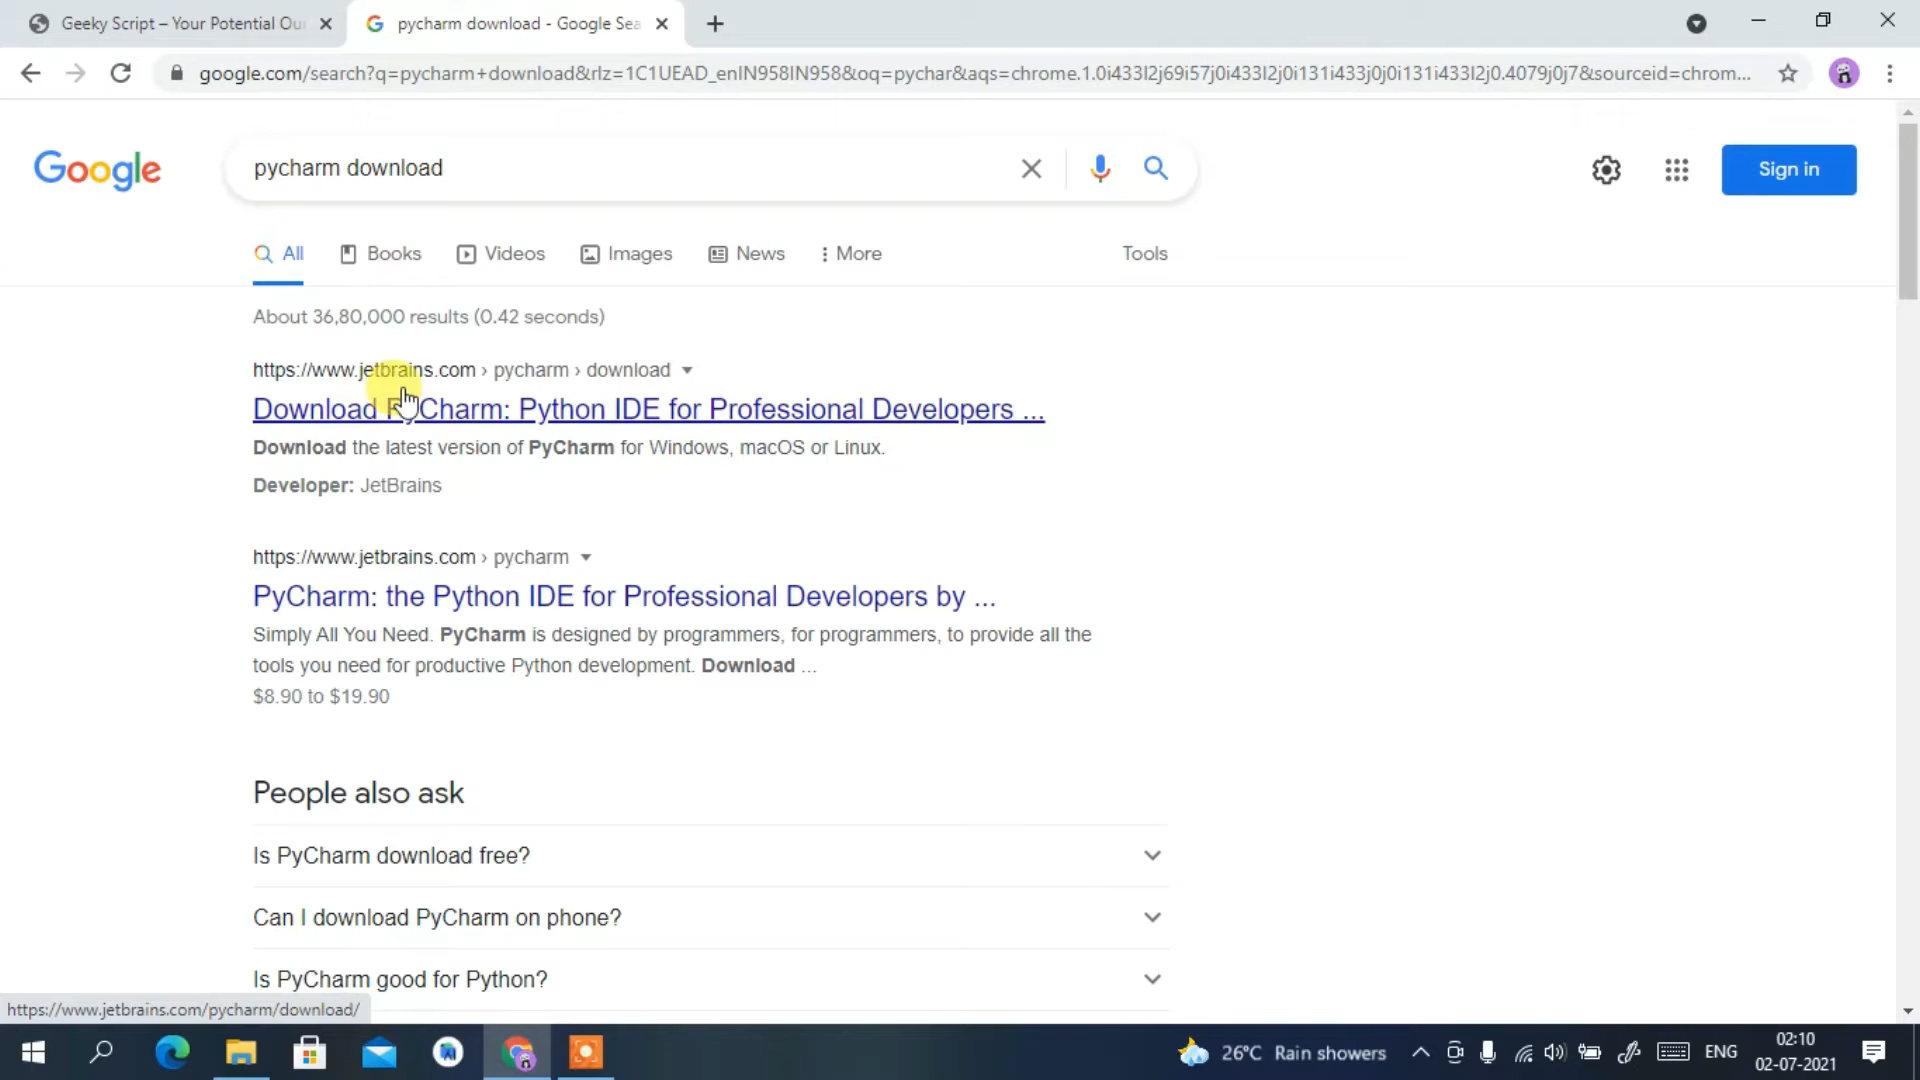 Geeky Script – Your Potential Ou
pycharm download - Google Sea
google.com/search?q=pycharm+download&rlz=1C1UEAD_enIN958IN958&oq=pychar&aqs=chrome.1.0i433l2j69i57j0i433l2j0i131i433j0j0i131i433l2j0.4079j0j7&sourceid=chrom...
Google
pycharm download
Sign in
All
Books
Videos
Images
News
More
Tools
About 36,80,000 results (0.42 seconds)
https://www.jetbrains.com › pycharm › download
Download PyCharm: Python IDE for Professional Developers ...
Download the latest version of PyCharm for Windows, macOS or Linux.
Developer: JetBrains
https://www.jetbrains.com › pycharm
PyCharm: the Python IDE for Professional Developers by ...
Simply All You Need. PyCharm is designed by programmers, for programmers, to provide all the
tools you need for productive Python development. Download ...
$8.90 to $19.90
People also ask
Is PyCharm download free?
Can I download PyCharm on phone?
Is PyCharm good for Python?
https://www.jetbrains.com/pycharm/download/
26°C Rain showers
ENG
02:10
02-07-2021